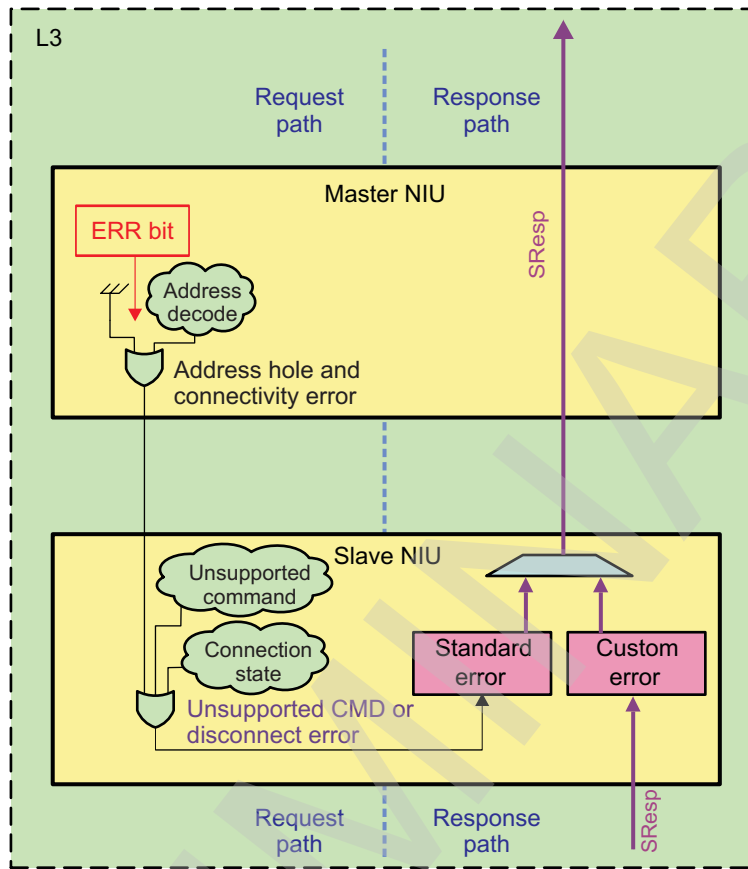 L3
Request
path
Response
path
Master NIU
ERR bit
SResp
Address
decode
Address hole and
connectivity error
Slave NIU
Unsupported
command
Connection
state
Standard
error
Custom
error
Unsupported CMD or
disconnect error
Request
path
Response
path
SResp